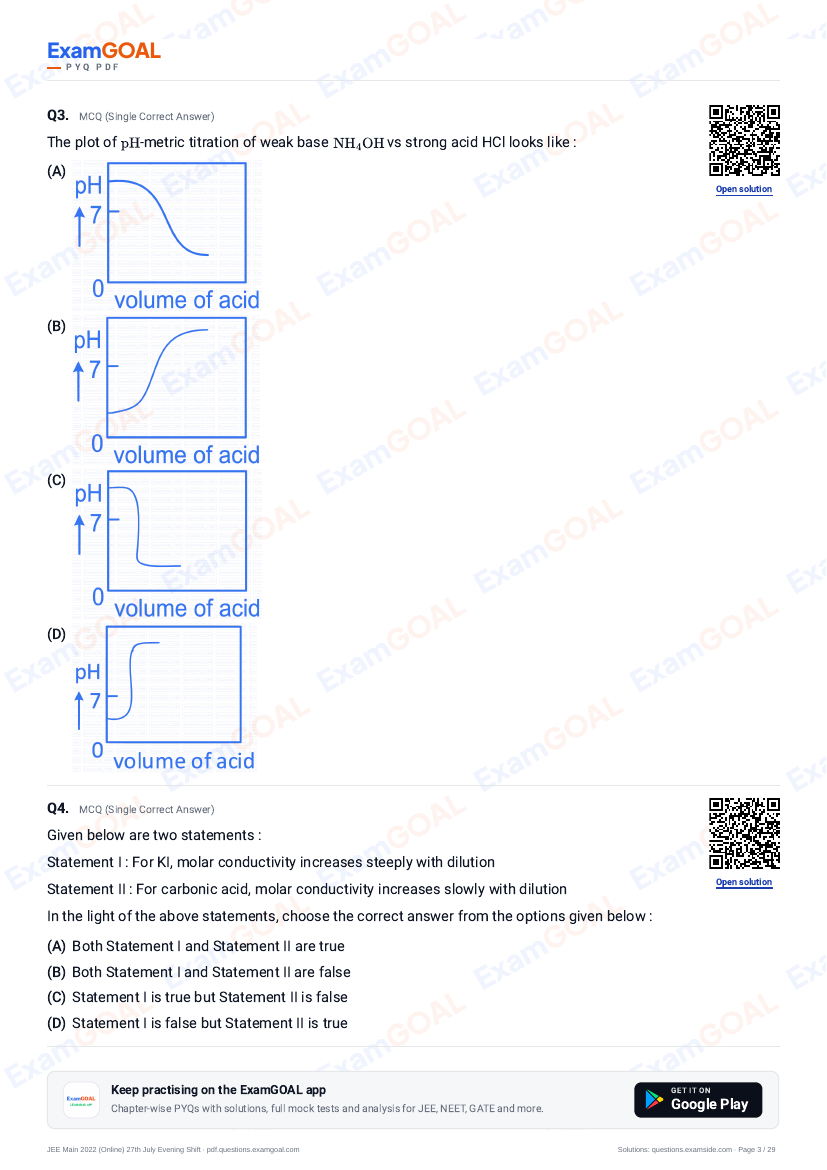 ExamGOAL
PYQ PDF
Q3. MCQ (Single Correct Answer)
The plot of pH-metric titration of weak base NH₄OH vs strong acid HCl looks like :
Open solution
(A)
pH
7
0
volume of acid
(B)
pH
7
0
volume of acid
(C)
pH
7
0
volume of acid
(D)
pH
7
0
volume of acid
Q4. MCQ (Single Correct Answer)
Given below are two statements :
Statement I : For KI, molar conductivity increases steeply with dilution
Open solution
Statement II : For carbonic acid, molar conductivity increases slowly with dilution
In the light of the above statements, choose the correct answer from the options given below :
(A) Both Statement I and Statement II are true
(B) Both Statement I and Statement II are false
(C) Statement I is true but Statement II is false
(D) Statement I is false but Statement II is true
ExamGOAL
Keep practising on the ExamGOAL app
Chapter-wise PYQs with solutions, full mock tests and analysis for JEE, NEET, GATE and more.
GET IT ON
Google Play
JEE Main 2022 (Online) 27th July Evening Shift · pdf.questions.examgoal.com
Solutions: questions.examside.com · Page 3 / 29